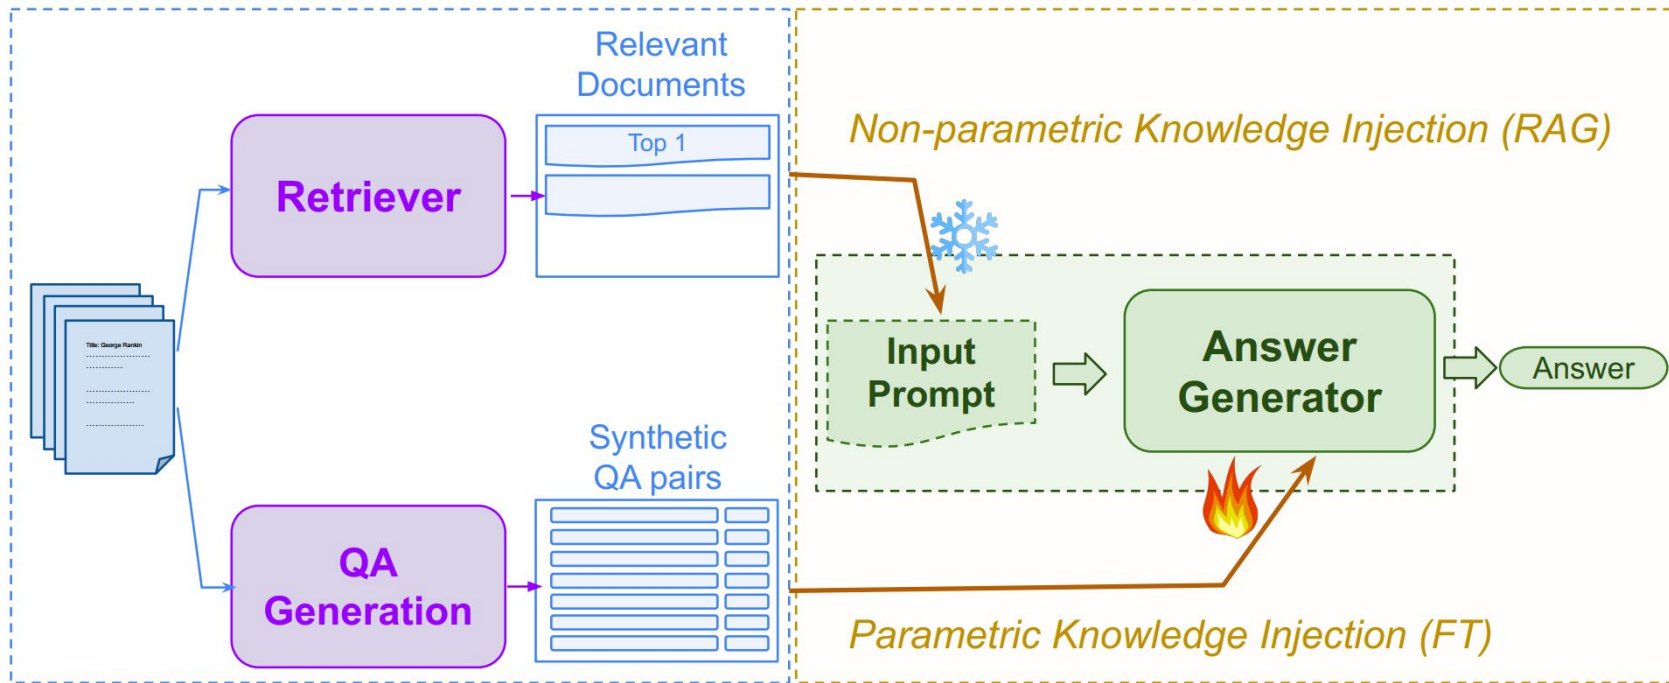 Relevant
Documents
Top 1
Retriever
Title: George Rankin
Synthetic
QA pairs
QA
Generation
Non-parametric Knowledge Injection (RAG)
Input
Prompt
Answer
Generator
Answer
Parametric Knowledge Injection (FT)